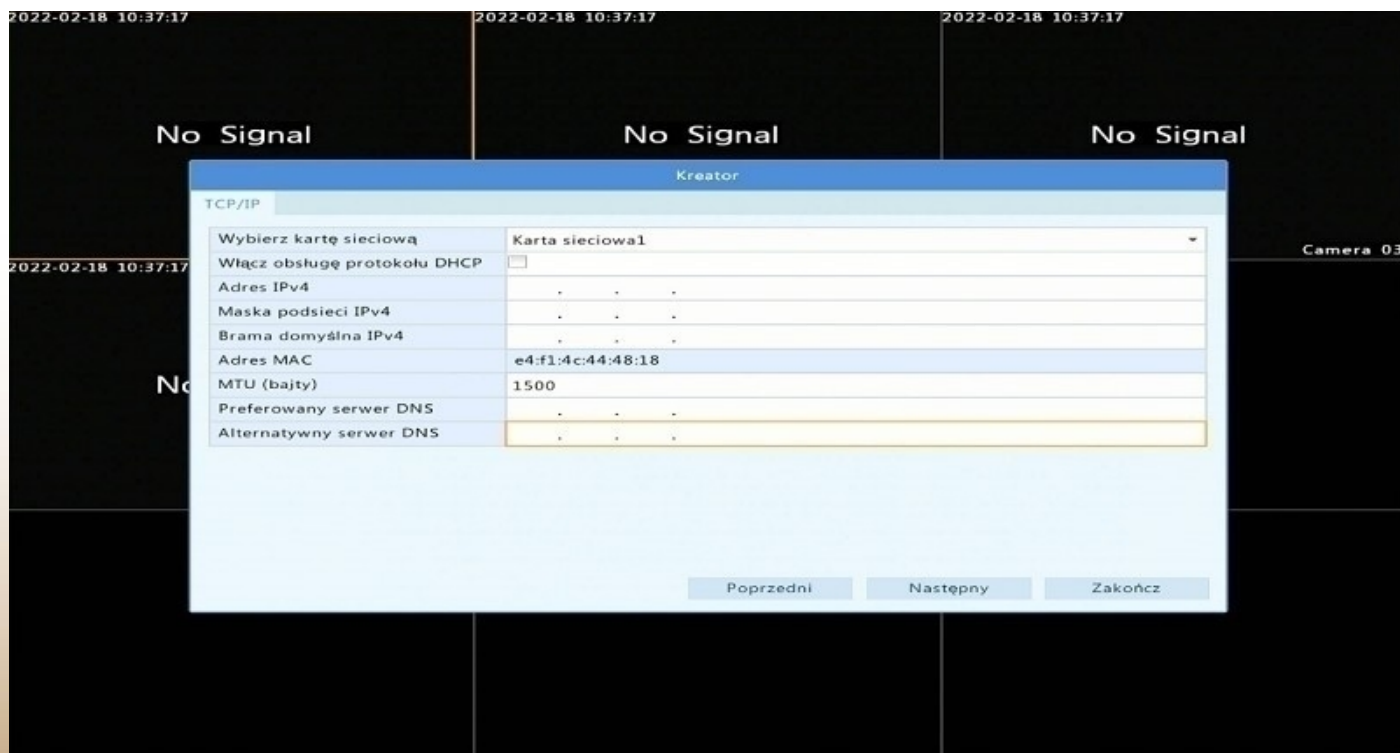 2022-02-18 10:37:17
2022-02-18 10:37:17
2022-02-18 10:37:17
No Signal
No Signal
No Signal
Kreator
TCP/IP
Wybierz kartę sieciową Karta sieciowa1
Camera 03
2022-02-18 10:37:17
Włącz obsługę protokołu DHCP
Adres IPv4 . . .
Maska podsieci IPv4 . . .
Brama domyślna IPv4 . . .
Adres MAC e4:f1:4c:44:48:18
No
MTU (bajty) 1500
Preferowany serwer DNS . . .
Alternatywny serwer DNS . . .
Poprzedni Następny Zakończ